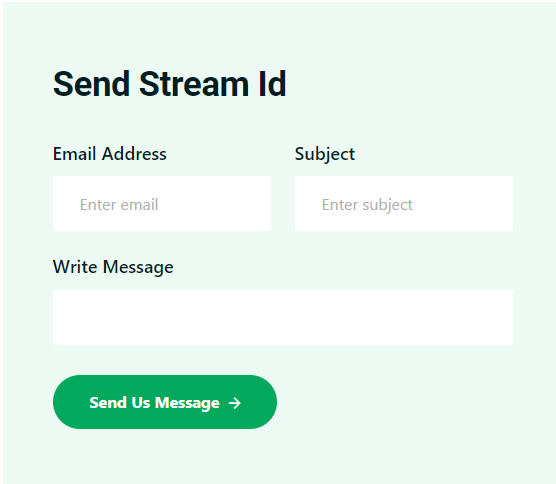 Send Stream Id
Email Address Subject
Enter email Enter subject
Write Message
Send Us Message →